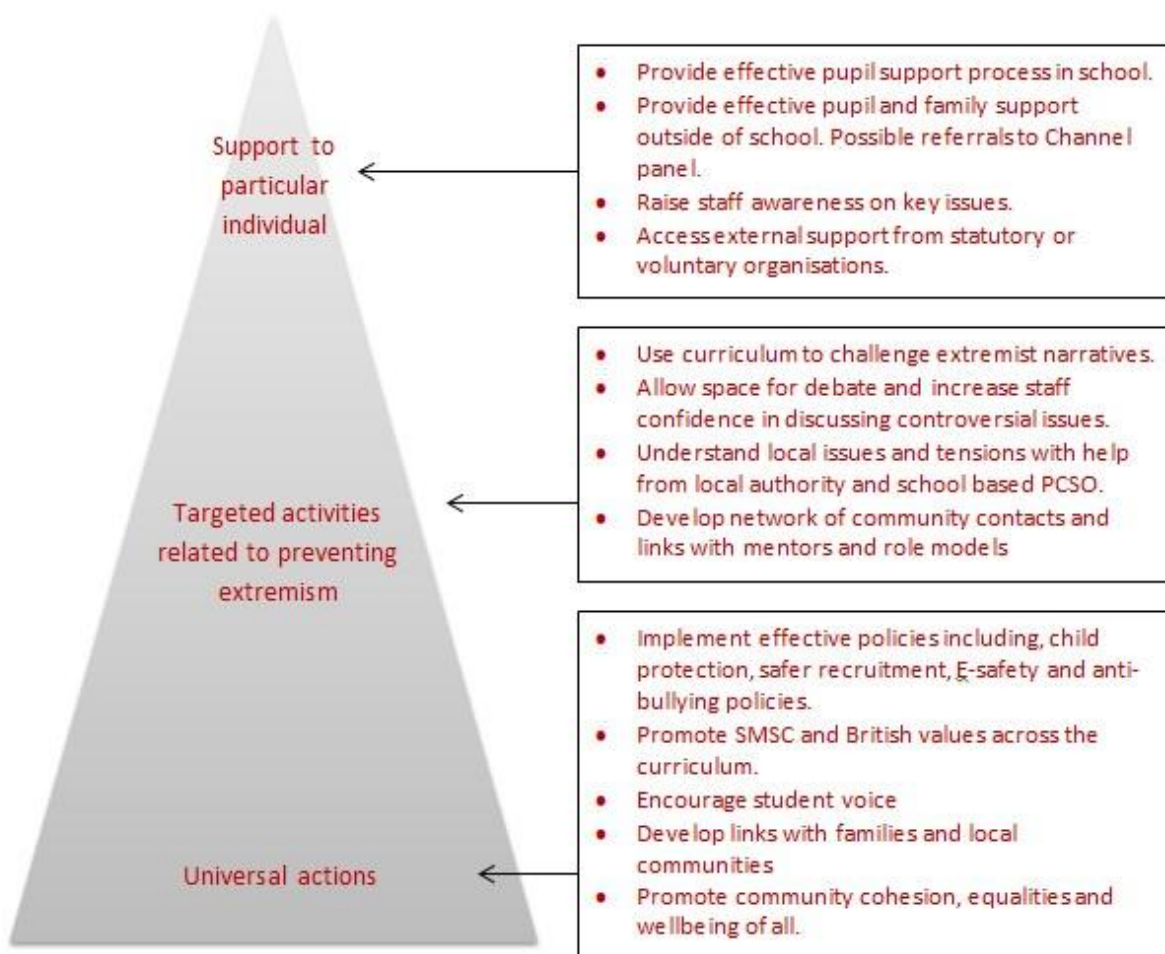 Support to
particular
individual
• Provide effective pupil support process in school.
• Provide effective pupil and family support
outside of school. Possible referrals to Channel
panel.
• Raise staff awareness on key issues.
• Access external support from statutory or
voluntary organisations.
Targeted activities
related to preventing
extremism
• Use curriculum to challenge extremist narratives.
• Allow space for debate and increase staff
confidence in discussing controversial issues.
• Understand local issues and tensions with help
from local authority and school based PCSO.
• Develop network of community contacts and
links with mentors and role models
Universal actions
• Implement effective policies including, child
protection, safer recruitment, E-safety and anti-
bullying policies.
• Promote SMSC and British values across the
curriculum.
• Encourage student voice
• Develop links with families and local
communities
• Promote community cohesion, equalities and
wellbeing of all.